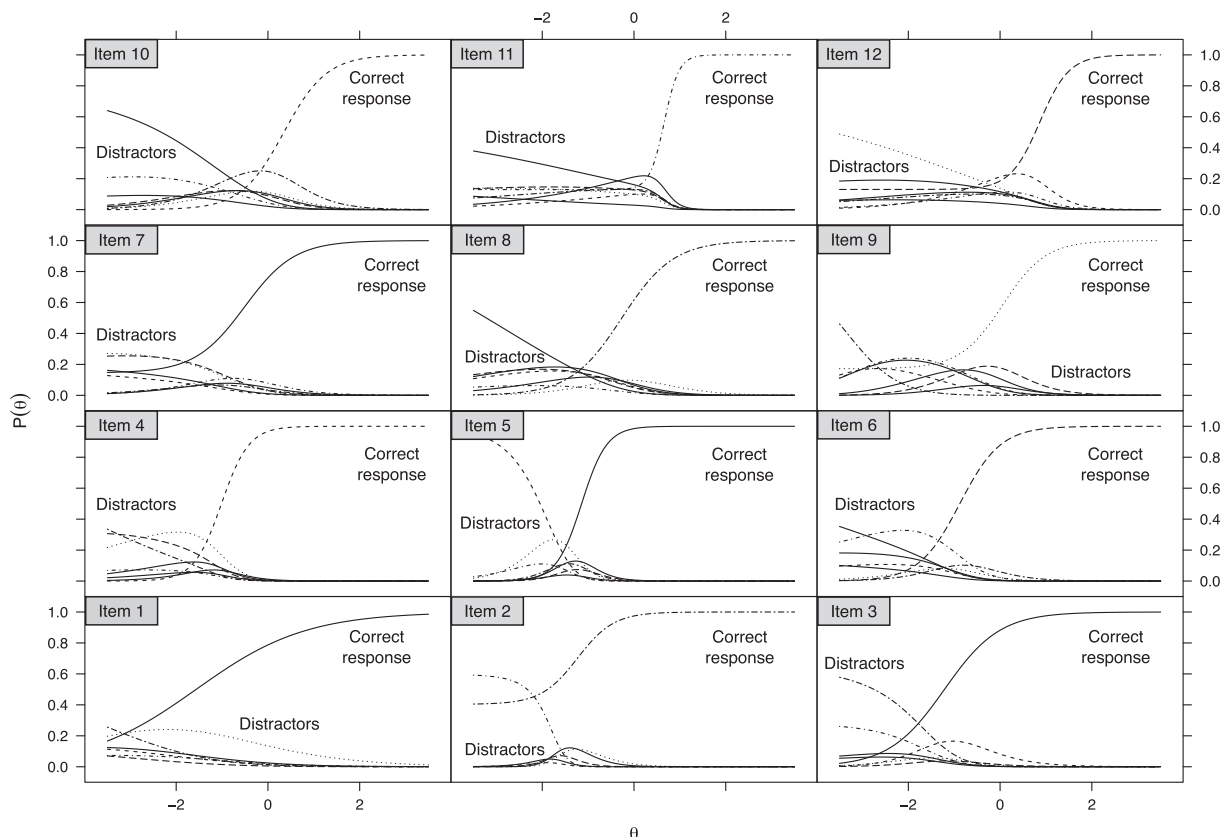 −2 0 2
Item 10 Item 11 Item 12
Correct response
Correct response
Correct response
Distractors
Distractors
Distractors
1.0
0.8
0.6
0.4
0.2
0.0
Item 7 Item 8 Item 9
1.0
0.8
0.6
0.4
0.2
0.0
Correct response
Correct response
Correct response
Distractors
Distractors
Distractors
P(θ)
Item 4 Item 5 Item 6
Correct response
Correct response
Correct response
Distractors
Distractors
Distractors
1.0
0.8
0.6
0.4
0.2
0.0
Item 1 Item 2 Item 3
1.0
0.8
0.6
0.4
0.2
0.0
Correct response
Correct response
Correct response
Distractors
Distractors
Distractors
−2 0 2 −2 0 2
θ